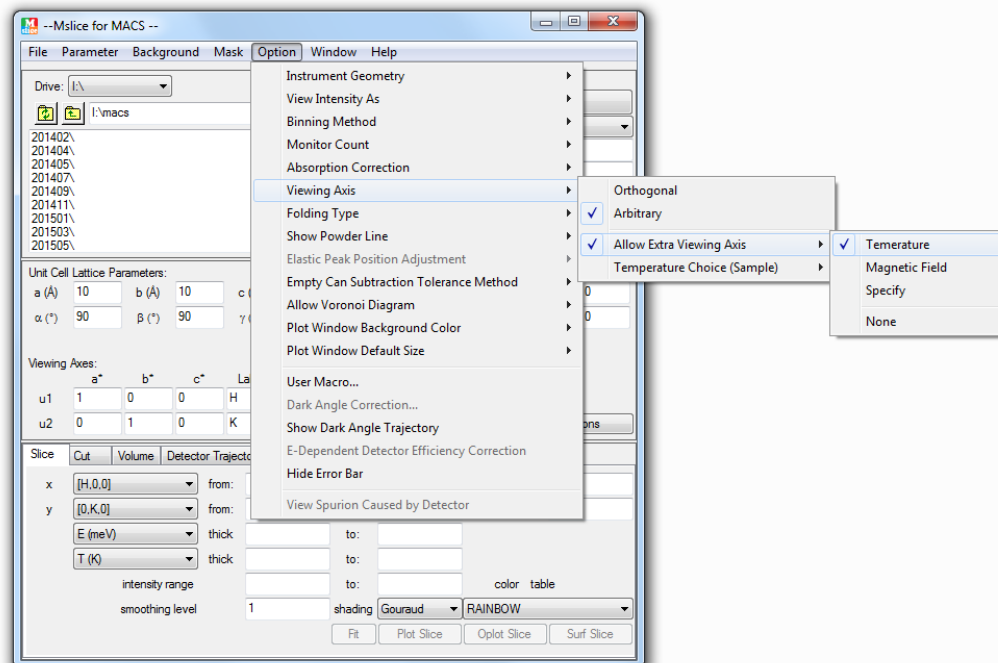 --Mslice for MACS --
File Parameter Background Mask Option Window Help
Drive: I:\
I:\macs
201402\
201404\
201405\
201407\
201409\
201411\
201501\
201503\
201505\
Instrument Geometry
View Intensity As
Binning Method
Monitor Count
Absorption Correction
Viewing Axis
Folding Type
Show Powder Line
Elastic Peak Position Adjustment
Empty Can Subtraction Tolerance Method
Allow Voronoi Diagram
Plot Window Background Color
Plot Window Default Size
User Macro...
Dark Angle Correction...
Show Dark Angle Trajectory
E-Dependent Detector Efficiency Correction
Hide Error Bar
View Spurion Caused by Detector
Orthogonal
Arbitrary
Allow Extra Viewing Axis
Temperature Choice (Sample)
Temerature
Magnetic Field
Specify
None
Unit Cell Lattice Parameters:
a (Å) 10 b (Å) 10 c ( 0
α (°) 90 β (°) 90 γ ( 0
Viewing Axes:
a* b* c* La
u1 1 0 0 H
u2 0 1 0 K ons
Slice Cut Volume Detector Trajecto
x [H,0,0] from:
y [0,K,0] from:
E (meV) thick to:
T (K) thick to:
intensity range to: color table
smoothing level 1 shading Gouraud RAINBOW
Fit Plot Slice Oplot Slice Surf Slice